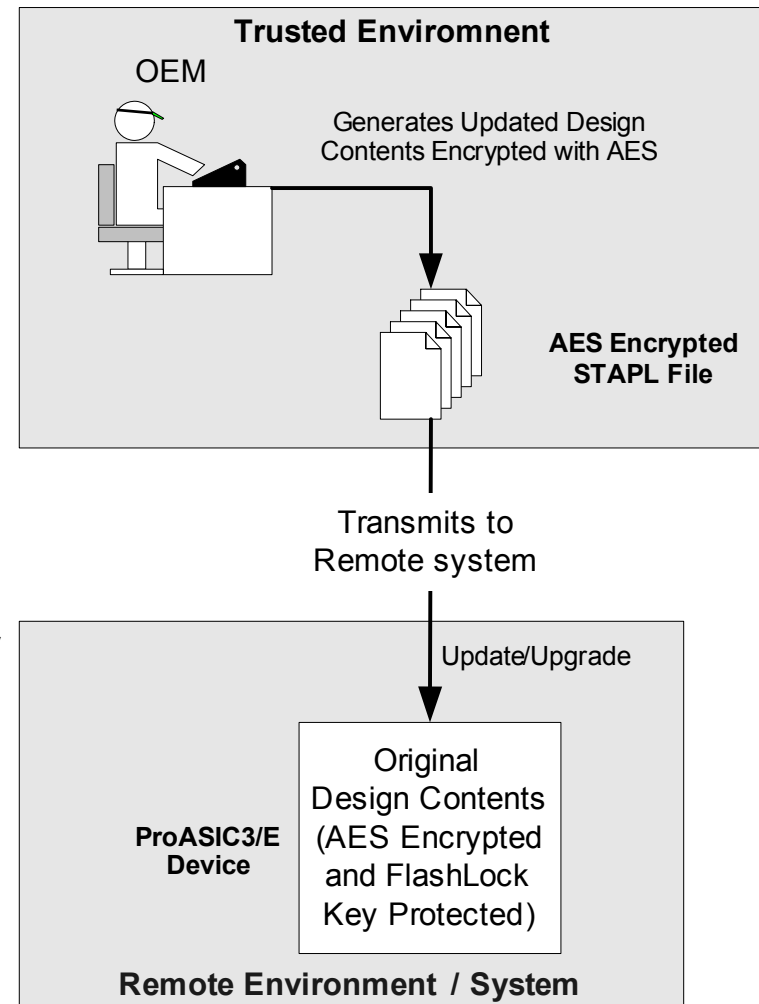 Trusted Enviromnent
OEM
Generates Updated Design
Contents Encrypted with AES
AES Encrypted
STAPL File
Transmits to
Remote system
Update/Upgrade
Original
Design Contents
(AES Encrypted
and FlashLock
Key Protected)
ProASIC3/E
Device
Remote Environment / System